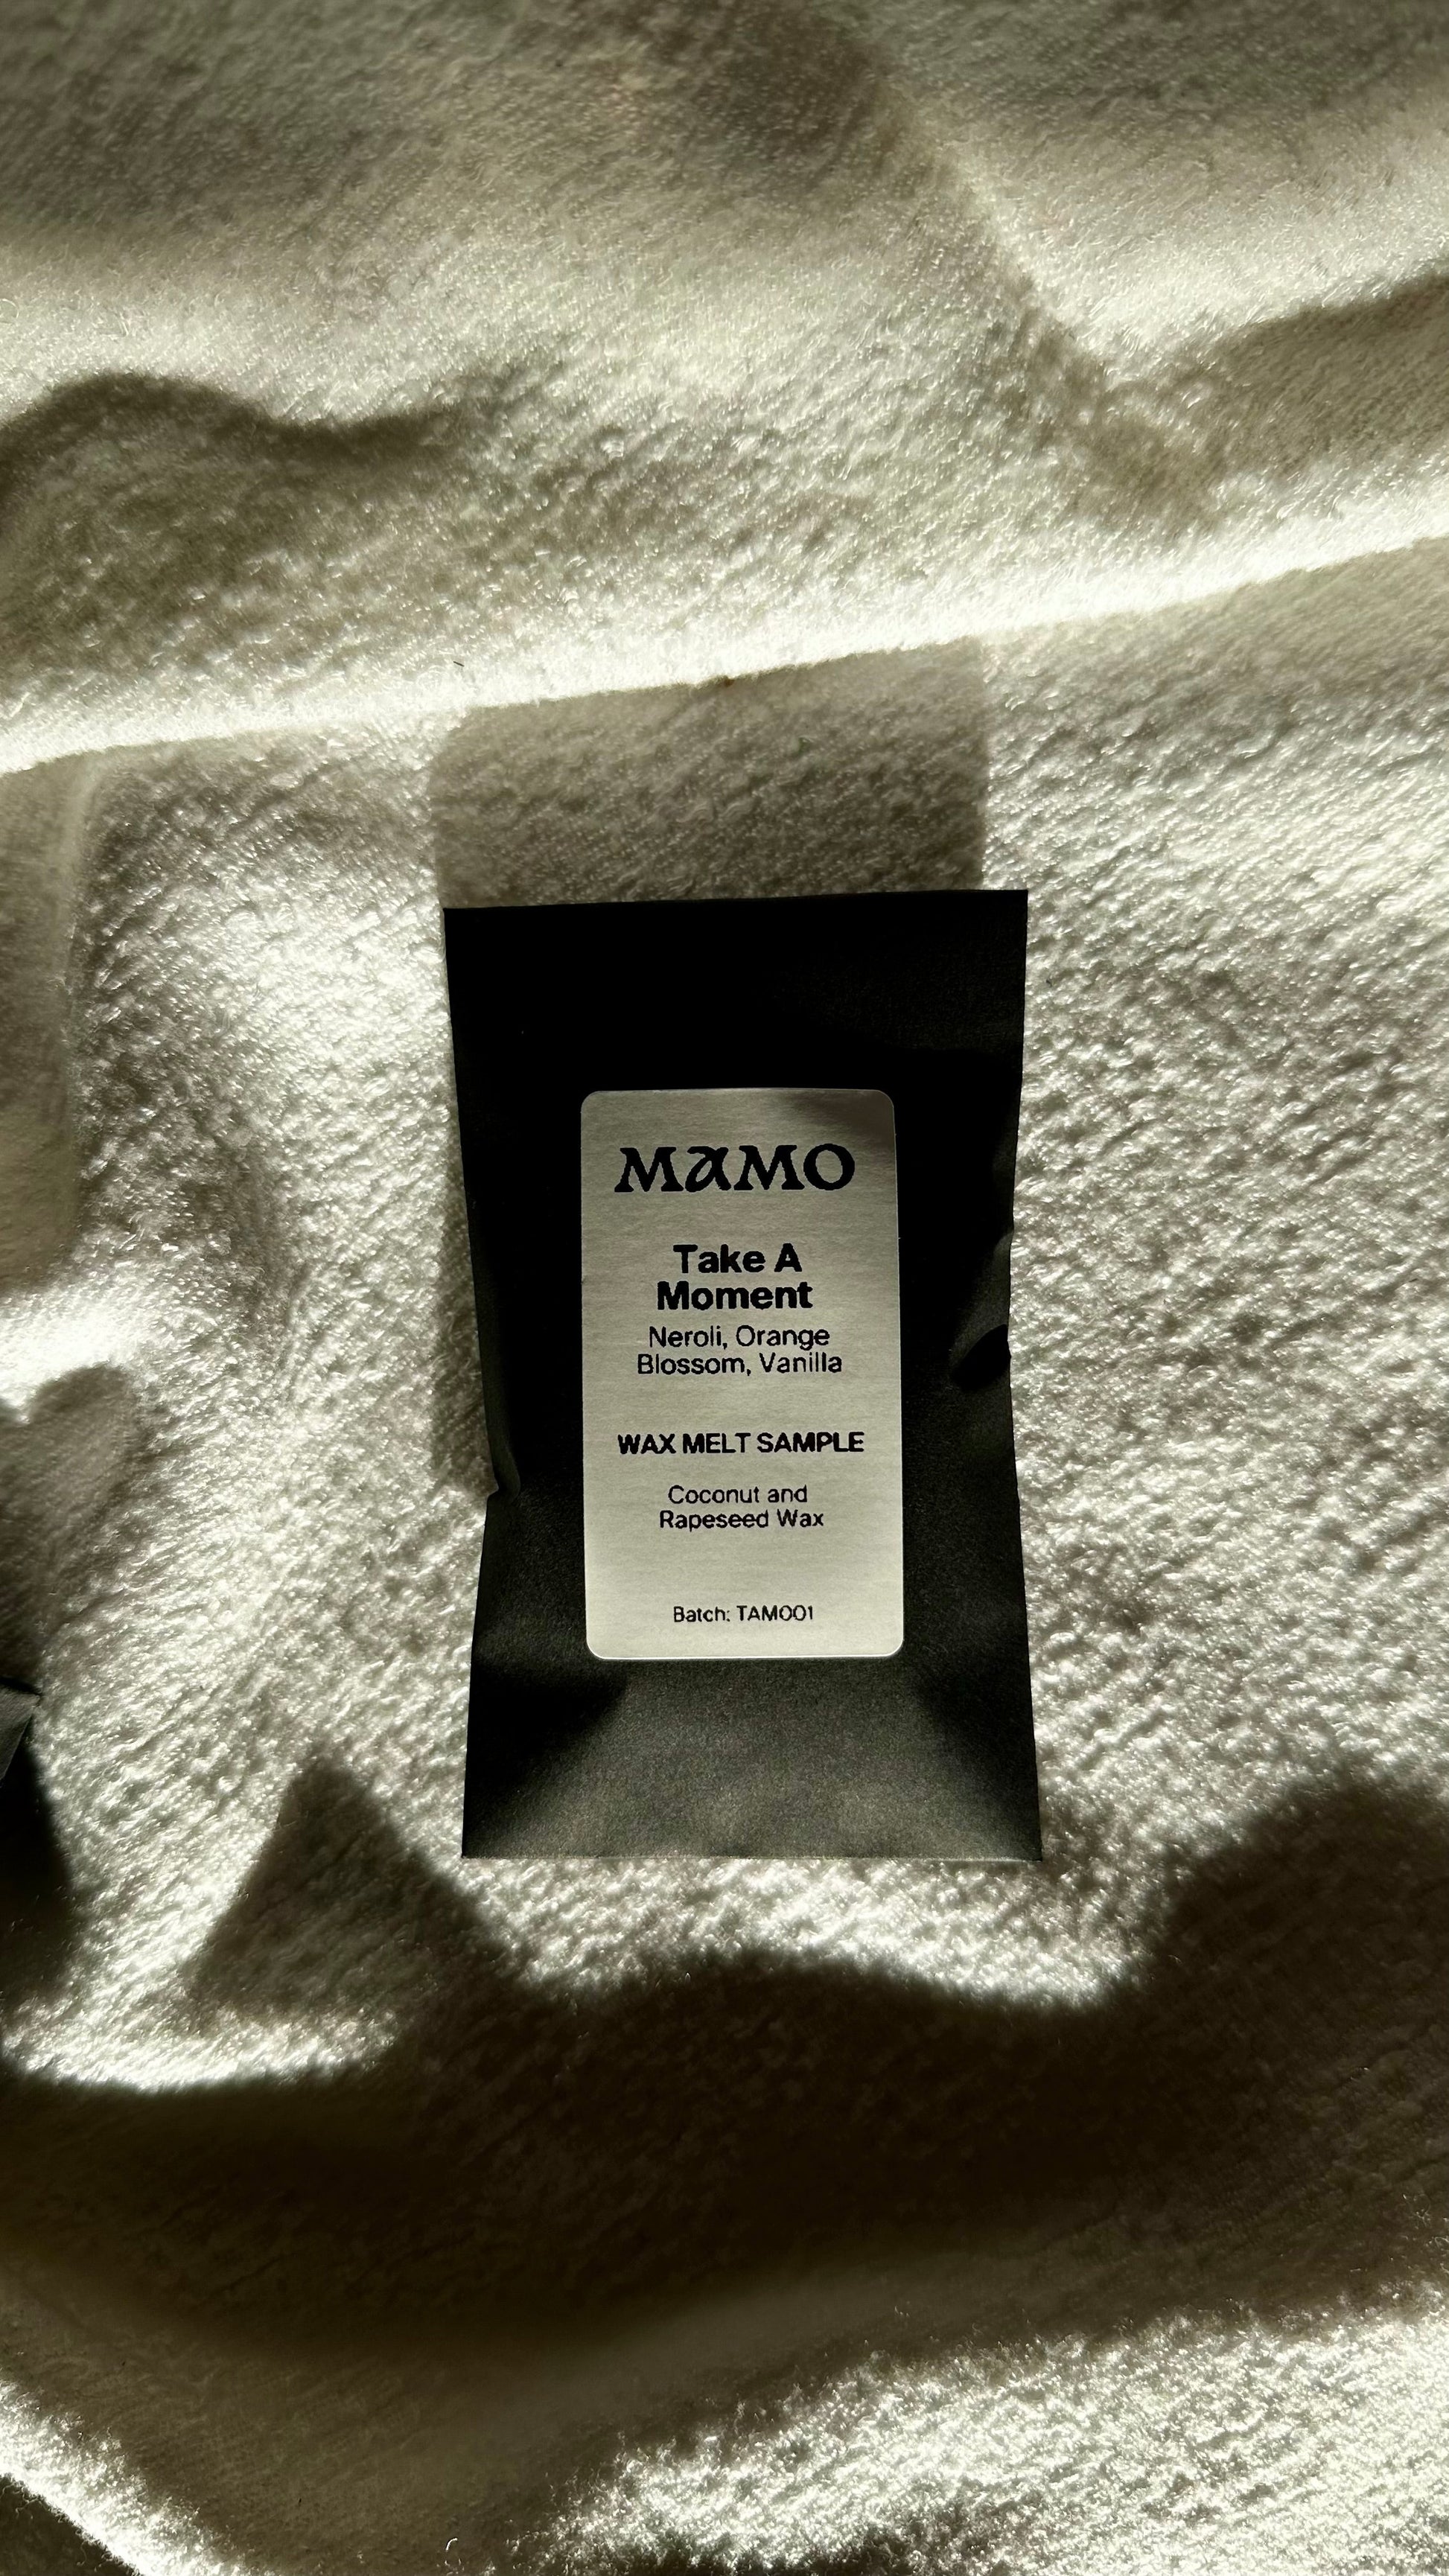 MAMO
Take A
Moment
Neroli, Orange
Blossom, Vanilla
WAX MELT SAMPLE
Coconut and
Rapeseed Wax
Batch: TAM001